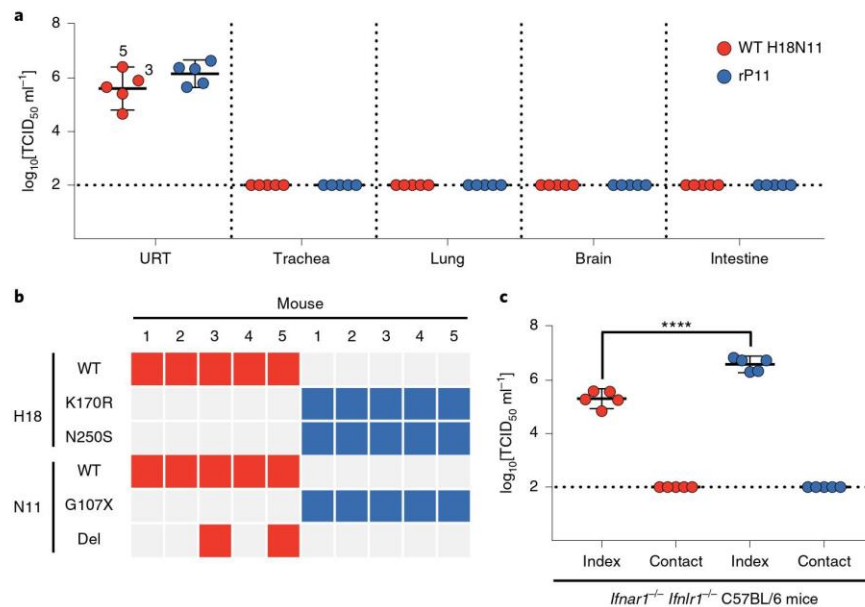 a
8
6
4
2
log10[TCID50 ml−1]
5
3
WT H18N11
rP11
URT Trachea Lung Brain Intestine
b
Mouse
1 2 3 4 5 1 2 3 4 5
H18
WT
K170R
N250S
N11
WT
G107X
Del
c
8
6
4
2
log10[TCID50 ml−1]
****
Index Contact Index Contact
Ifnar1−/− Ifnlr1−/− C57BL/6 mice